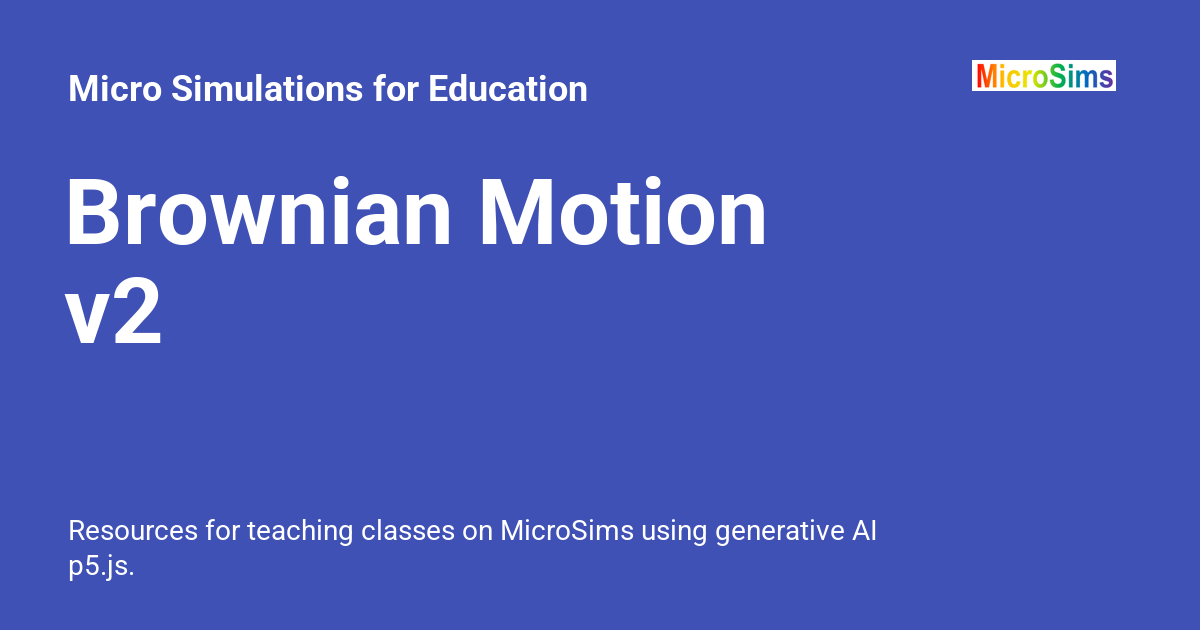 Micro Simulations for Education
MicroSims
Brownian Motion
v2
Resources for teaching classes on MicroSims using generative AI
p5.js.